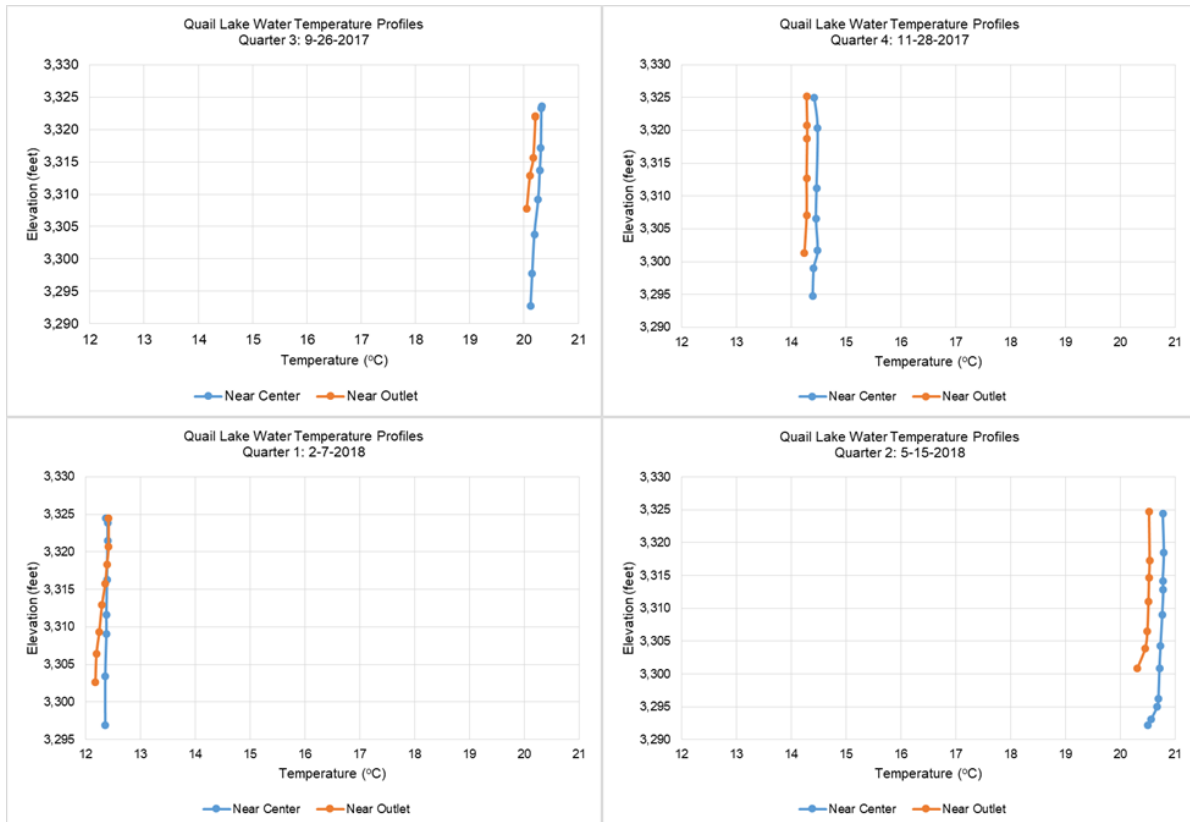 Quail Lake Water Temperature Profiles
Quarter 3: 9-26-2017
3,330
3,325
3,320
3,315
3,310
3,305
3,300
3,295
3,290
Elevation (feet)
12 13 14 15 16 17 18 19 20 21
Temperature (oC)
Near Center Near Outlet
Quail Lake Water Temperature Profiles
Quarter 4: 11-28-2017
3,330
3,325
3,320
3,315
3,310
3,305
3,300
3,295
3,290
Elevation (feet)
12 13 14 15 16 17 18 19 20 21
Temperature (oC)
Near Center Near Outlet
Quail Lake Water Temperature Profiles
Quarter 1: 2-7-2018
3,330
3,325
3,320
3,315
3,310
3,305
3,300
3,295
Elevation (feet)
12 13 14 15 16 17 18 19 20 21
Temperature (oC)
Near Center Near Outlet
Quail Lake Water Temperature Profiles
Quarter 2: 5-15-2018
3,330
3,325
3,320
3,315
3,310
3,305
3,300
3,295
3,290
Elevation (feet)
12 13 14 15 16 17 18 19 20 21
Temperature (oC)
Near Center Near Outlet